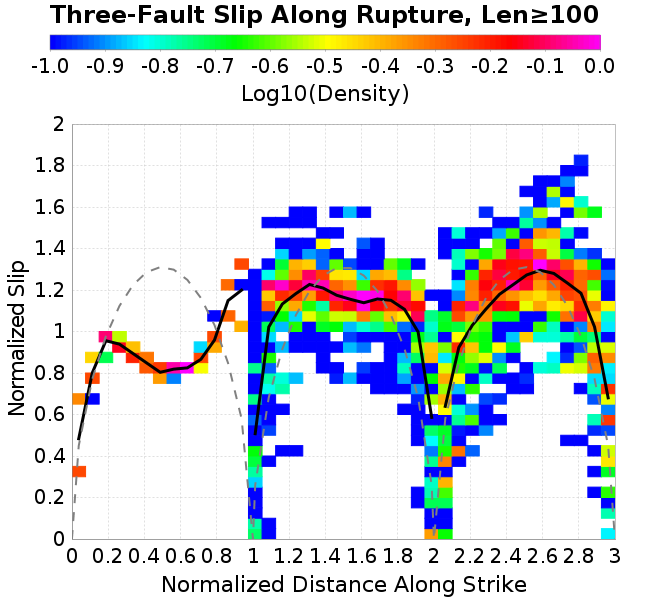 Three-Fault Slip Along Rupture, Len≥100
-1.0 -0.9 -0.8 -0.7 -0.6 -0.5 -0.4 -0.3 -0.2 -0.1 0.0
Log10(Density)
2
1.8
1.6
1.4
1.2
1
0.8
0.6
0.4
0.2
0
Normalized Slip
0 0.2 0.4 0.6 0.8 1 1.2 1.4 1.6 1.8 2 2.2 2.4 2.6 2.8 3
Normalized Distance Along Strike